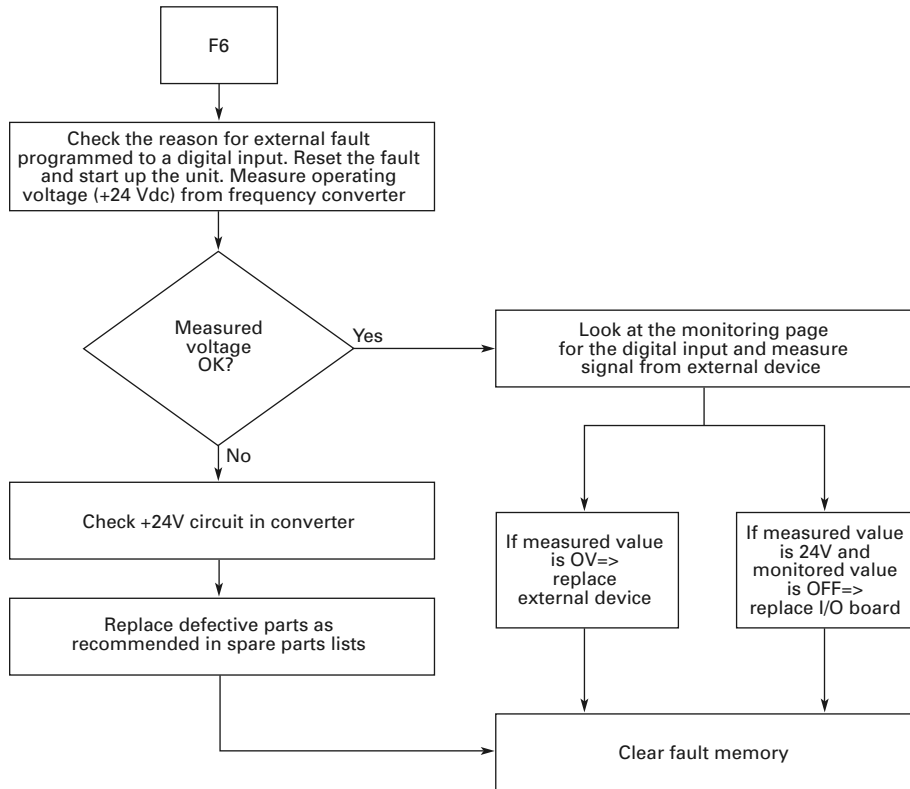 F6
Check the reason for external fault
programmed to a digital input. Reset the fault
and start up the unit. Measure operating
voltage (+24 Vdc) from frequency converter
Measured
voltage
OK?
Yes
Look at the monitoring page
for the digital input and measure
signal from external device
No
Check +24V circuit in converter
If measured value
is OV=>
replace
external device
If measured value
is 24V and
monitored value
is OFF=>
replace I/O board
Replace defective parts as
recommended in spare parts lists
Clear fault memory